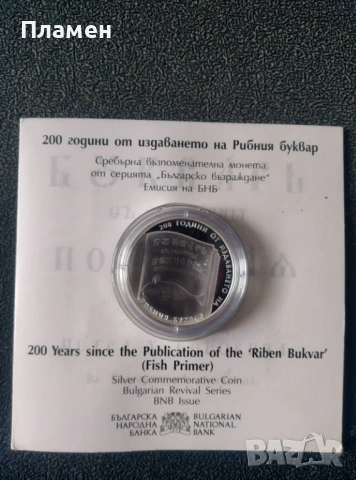 Пламен
200 години от издаването на Рибния буквар
Сребърна възпоменателна монета
от серията „Българско възраждане"
Емисия на БНБ
200 ГОДИНИ ОТ ИЗДАВАНЕТО НА
200 Years since the Publication of the 'Riben Bukvar'
(Fish Primer)
Silver Commemorative Coin
Bulgarian Revival Series
BNB Issue
БЪЛГАРСКА НАРОДНА БАНКА
BULGARIAN NATIONAL BANK
BAZAR